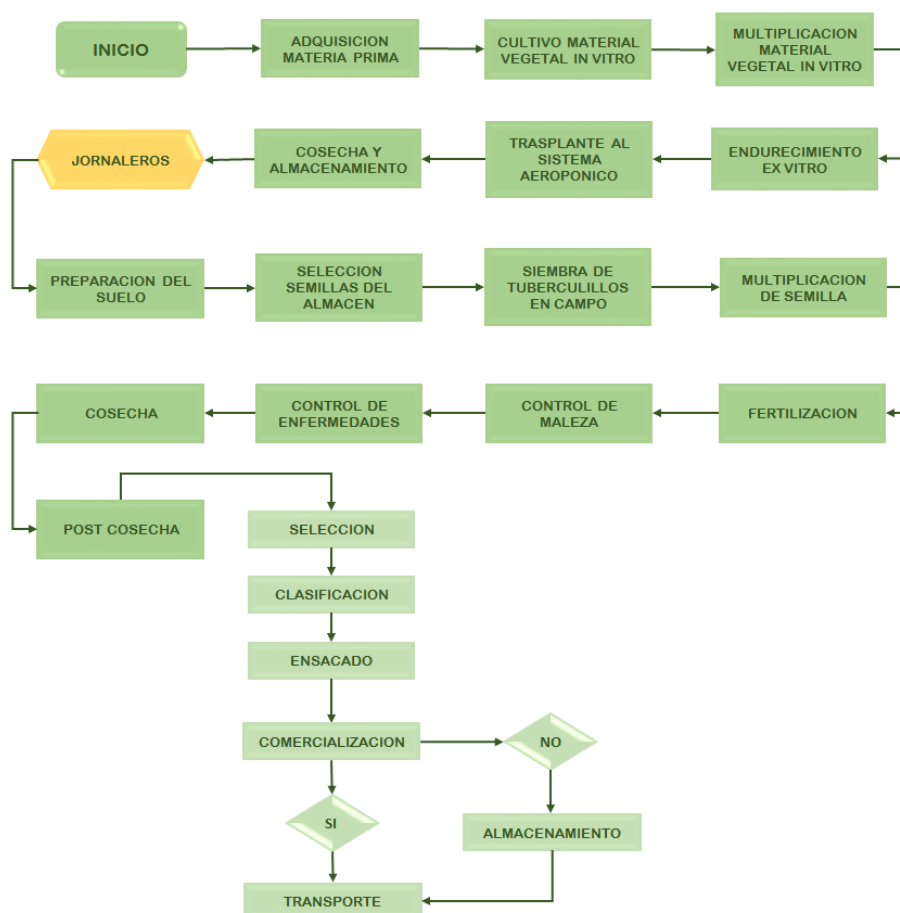 INICIO
ADQUISICION
MATERIA PRIMA
CULTIVO MATERIAL
VEGETAL IN VITRO
MULTIPLICACION
MATERIAL
VEGETAL IN VITRO
JORNALEROS
COSECHA Y
ALMACENAMIENTO
TRASPLANTE AL
SISTEMA
AEROPONICO
ENDURECIMIENTO
EX VITRO
PREPARACION DEL
SUELO
SELECCION
SEMILLAS DEL
ALMACEN
SIEMBRA DE
TUBERCULILLOS
EN CAMPO
MULTIPLICACION
DE SEMILLA
COSECHA
CONTROL DE
ENFERMEDADES
CONTROL DE
MALEZA
FERTILIZACION
POST COSECHA
SELECCION
CLASIFICACION
ENSACADO
COMERCIALIZACION
NO
SI
ALMACENAMIENTO
TRANSPORTE